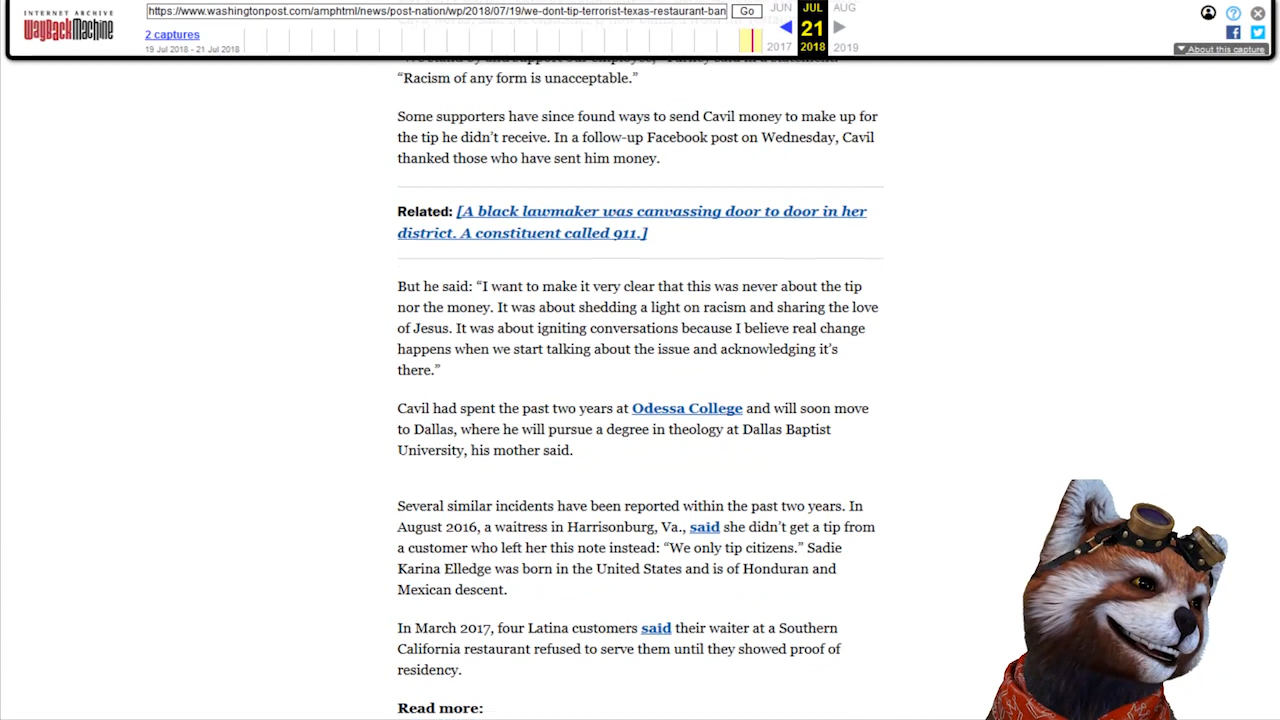 INTERNET ARCHIVE
WayBackMachine
https://www.washingtonpost.com/amphtml/news/post-nation/wp/2018/07/19/we-dont-tip-terrorist-texas-restaurant-ban
Go
JUN
JUL
AUG
2 captures
21
19 Jul 2018 - 21 Jul 2018
2017
2018
2019
About this capture
“Racism of any form is unacceptable.”
Some supporters have since found ways to send Cavil money to make up for
the tip he didn’t receive. In a follow-up Facebook post on Wednesday, Cavil
thanked those who have sent him money.
Related: [A black lawmaker was canvassing door to door in her
district. A constituent called 911.]
But he said: “I want to make it very clear that this was never about the tip
nor the money. It was about shedding a light on racism and sharing the love
of Jesus. It was about igniting conversations because I believe real change
happens when we start talking about the issue and acknowledging it’s
there.”
Cavil had spent the past two years at Odessa College and will soon move
to Dallas, where he will pursue a degree in theology at Dallas Baptist
University, his mother said.
Several similar incidents have been reported within the past two years. In
August 2016, a waitress in Harrisonburg, Va., said she didn’t get a tip from
a customer who left her this note instead: “We only tip citizens.” Sadie
Karina Elledge was born in the United States and is of Honduran and
Mexican descent.
In March 2017, four Latina customers said their waiter at a Southern
California restaurant refused to serve them until they showed proof of
residency.
Read more: